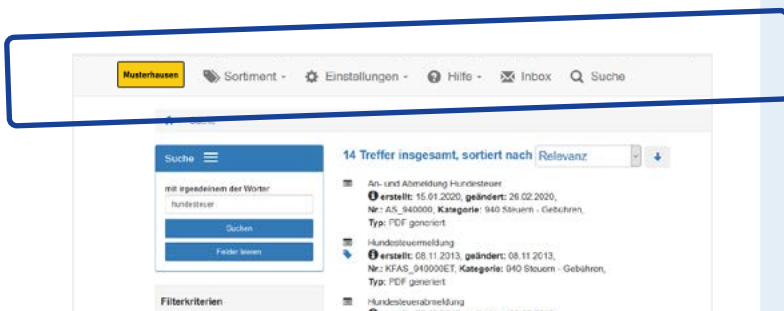 Musterhausen Sortiment Einstellungen Hilfe Inbox Suche
Suche
14 Treffer insgesamt, sortiert nach Relevanz
mit irgendeinem der Wörter
hundesteuer
Suchen
Felder leeren
Filterkriterien
An- und Abmeldung Hundesteuer
erstellt: 15.01.2020, geändert: 26.02.2020,
Nr.: AS_940000, Kategorie: 940 Steuern - Gebühren,
Typ: PDF generiert
Hundesteuermeldung
erstellt: 08.11.2013, geändert: 08.11.2013,
Nr.: KFAS_940000ET, Kategorie: 940 Steuern - Gebühren,
Typ: PDF generiert
Hundesteuerabmeldung